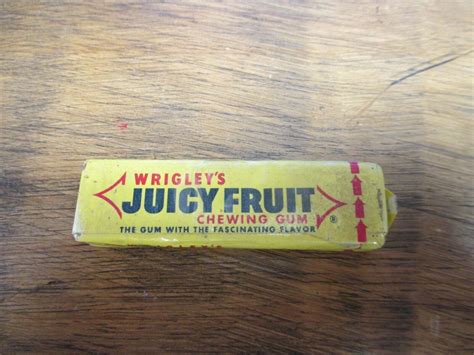 WRIGLEY'S
JUICY FRUIT
CHEWING GUM ®
THE GUM WITH THE FASCINATING FLAVOR